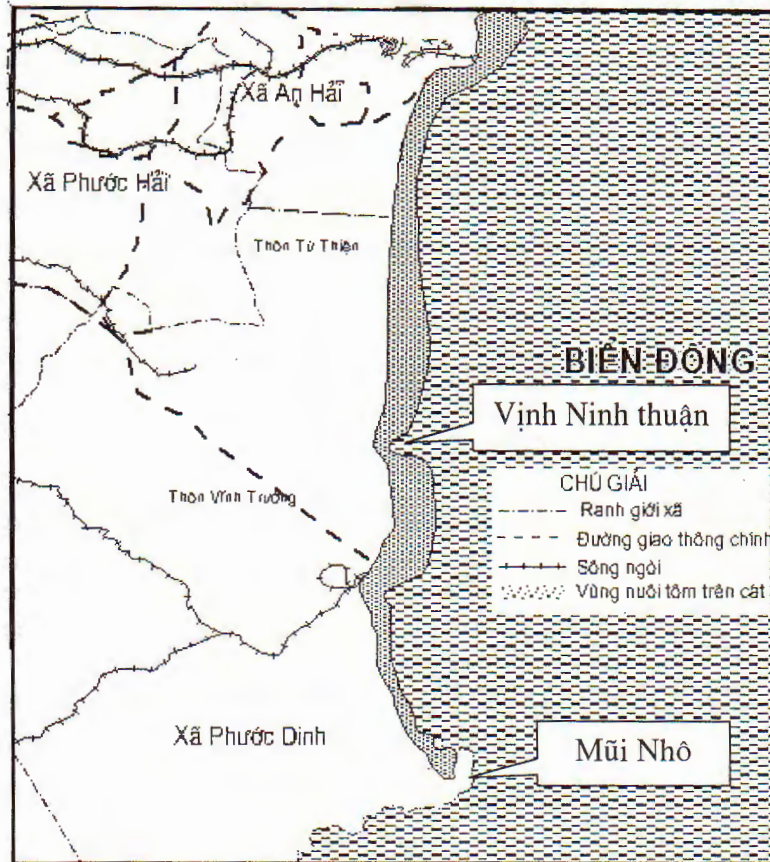 Xã An Hải
Xã Phước Hải
Thôn Từ Thiện
BIỂN ĐÔNG
Vịnh Ninh thuận
CHÚ GIẢI
Ranh giới xã
Đường giao thông chính
Sông ngòi
Vùng nuôi tôm trên cát
Thôn Vĩnh Trường
Xã Phước Dinh
Mũi Nhô